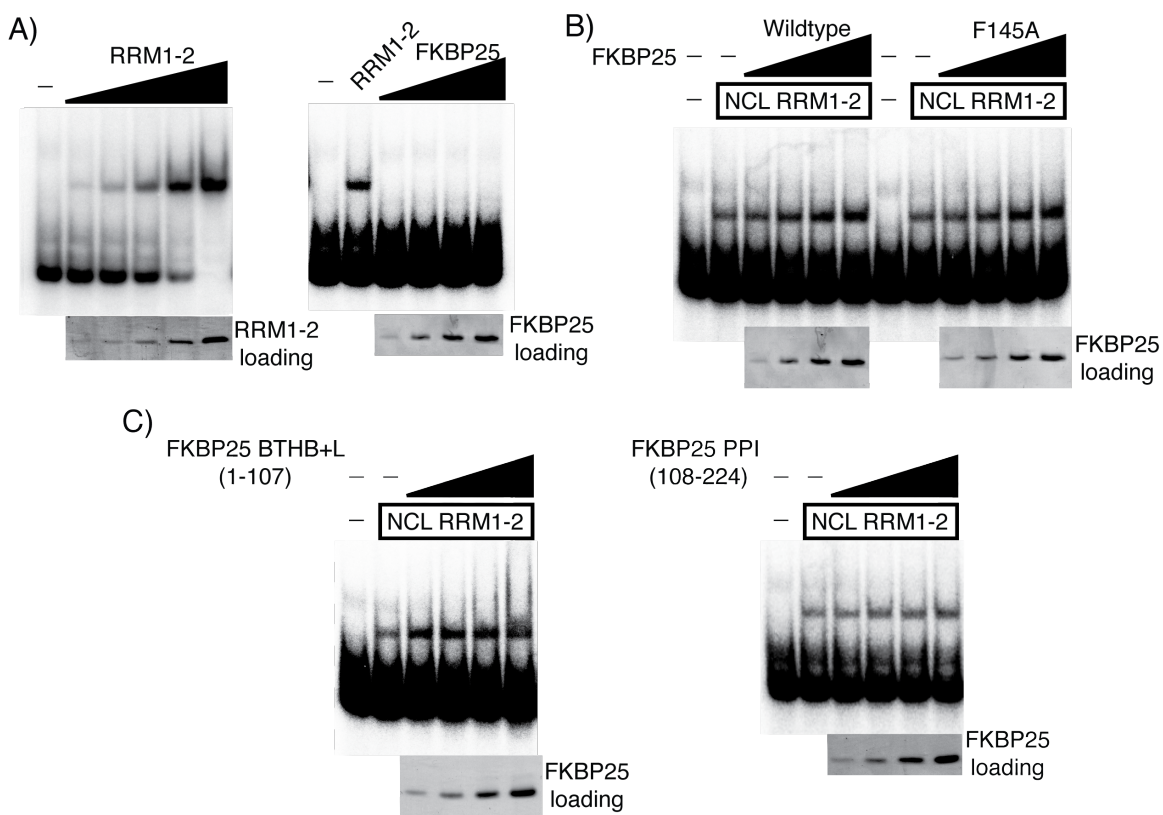 A)
RRM1-2
–
– RRM1-2 FKBP25
RRM1-2
loading
FKBP25
loading
B)
Wildtype F145A
FKBP25 – – – –
– NCL RRM1-2 – NCL RRM1-2
FKBP25
loading
C)
FKBP25 BTHB+L
(1-107) – –
– NCL RRM1-2
FKBP25
loading
FKBP25 PPI
(108-224) – –
– NCL RRM1-2
FKBP25
loading